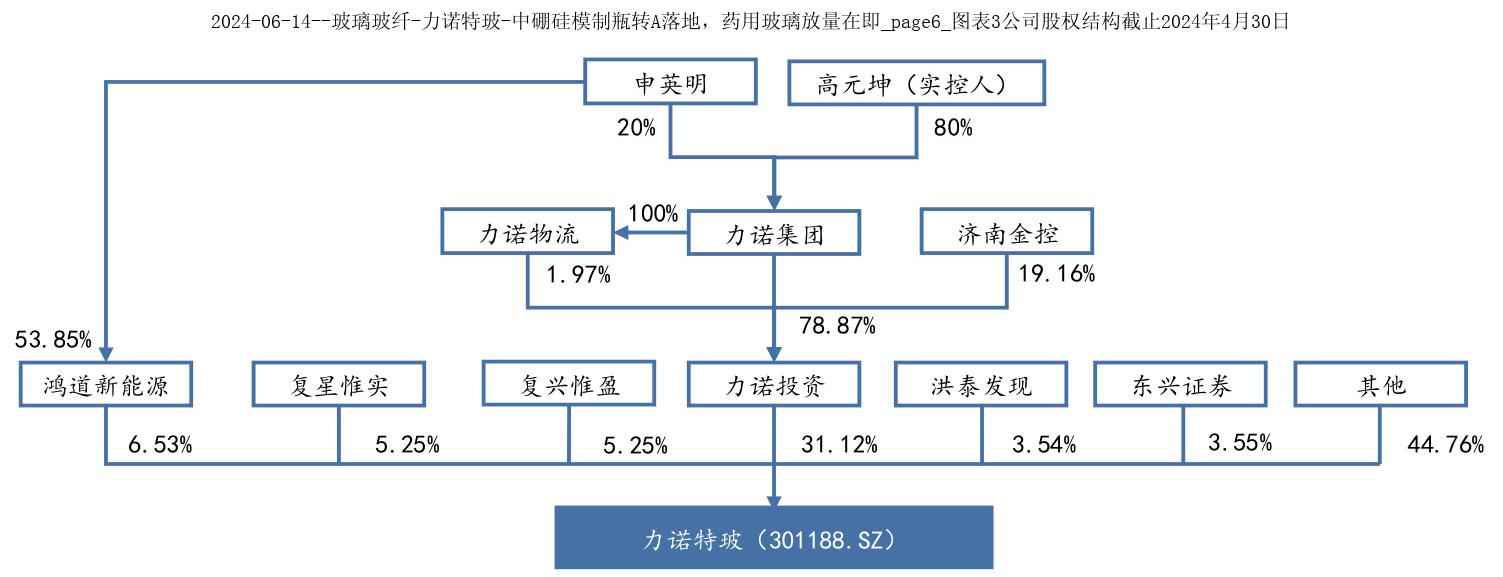 2024-06-14--玻璃玻纤-力诺特玻-中硼硅模制瓶转A落地，药用玻璃放量在即_page6_图表3公司股权结构截止2024年4月30日
申英明
高元坤（实控人）
20%
80%
力诺物流
100%
力诺集团
济南金控
1.97%
19.16%
78.87%
53.85%
鸿道新能源
复星惟实
复兴惟盈
力诺投资
洪泰发现
东兴证券
其他
6.53%
5.25%
5.25%
31.12%
3.54%
3.55%
44.76%
力诺特玻（301188.SZ）